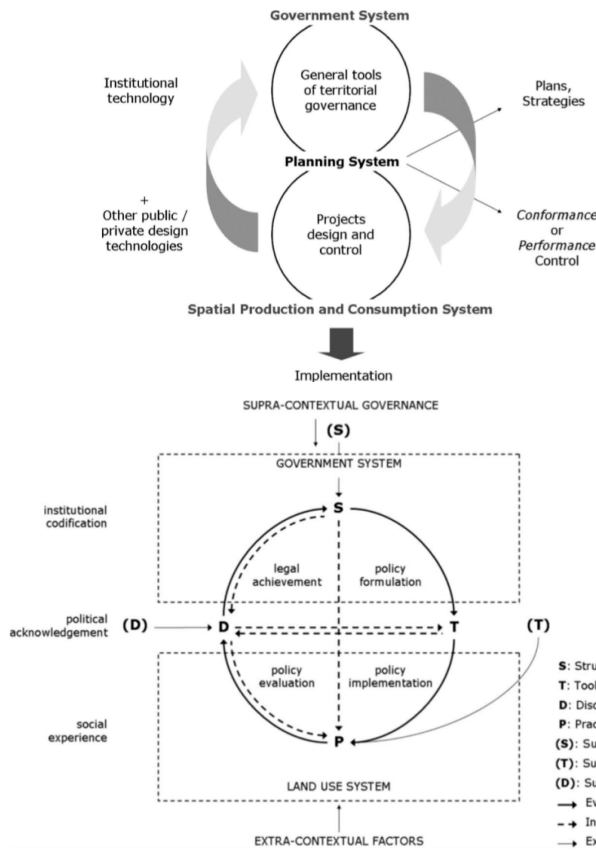 Government System
General tools
of territorial
governance
Institutional
technology
Plans,
Strategies
Planning System
+
Other public /
private design
technologies
Projects
design and
control
Conformance
or
Performance
Control
Spatial Production and Consumption System
Implementation
SUPRA-CONTEXTUAL GOVERNANCE
(S)
GOVERNMENT SYSTEM
institutional
codification
S
legal
achievement
policy
formulation
political
acknowledgement
(D)
D
T
(T)
policy
evaluation
policy
implementation
social
experience
P
LAND USE SYSTEM
EXTRA-CONTEXTUAL FACTORS
S: Stru
T: Tool
D: Disc
P: Prac
(S): Su
(T): Su
(D): Su
Ev
In
Ex